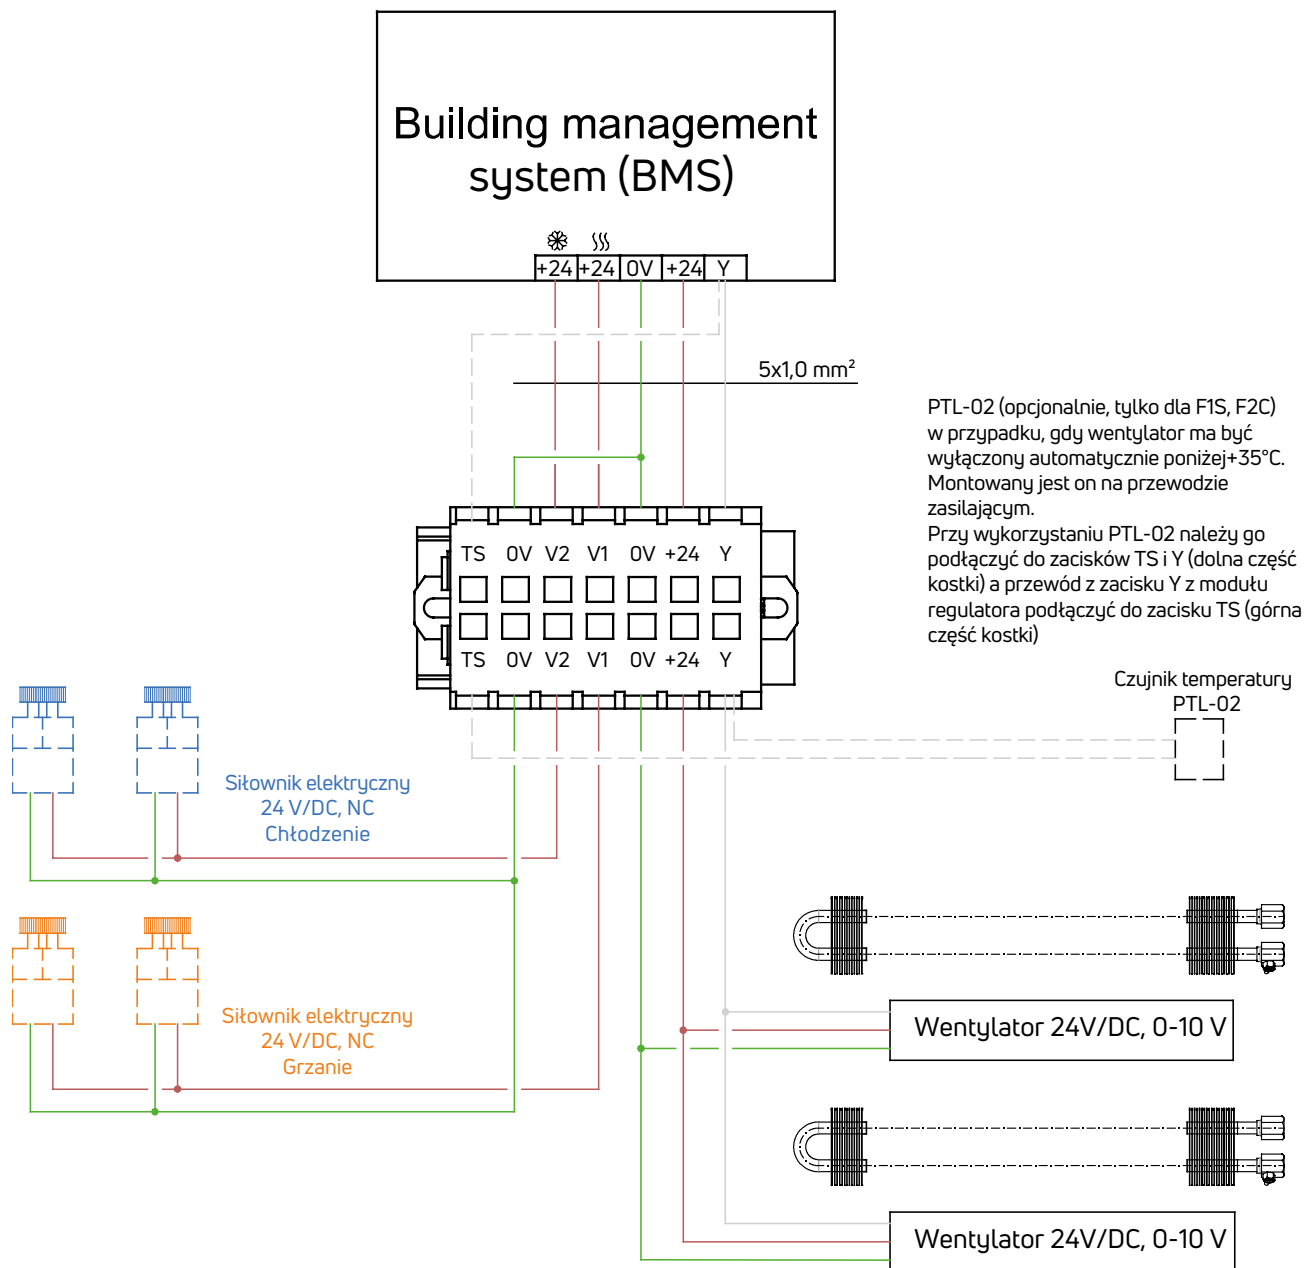 Building management
system (BMS)
+24 +24 0V +24 Y
5x1,0 mm²
PTL-02 (opcjonalnie, tylko dla F1S, F2C)
w przypadku, gdy wentylator ma być
wyłączony automatycznie poniżej+35°C.
Montowany jest on na przewodzie
zasilającym.
Przy wykorzystaniu PTL-02 należy go
podłączyć do zacisków TS i Y (dolna część
kostki) a przewód z zacisku Y z modułu
regulatora podłączyć do zacisku TS (górna
część kostki)
TS 0V V2 V1 0V +24 Y
TS 0V V2 V1 0V +24 Y
Czujnik temperatury
PTL-02
Siłownik elektryczny
24 V/DC, NC
Chłodzenie
Siłownik elektryczny
24 V/DC, NC
Grzanie
Wentylator 24V/DC, 0-10 V
Wentylator 24V/DC, 0-10 V